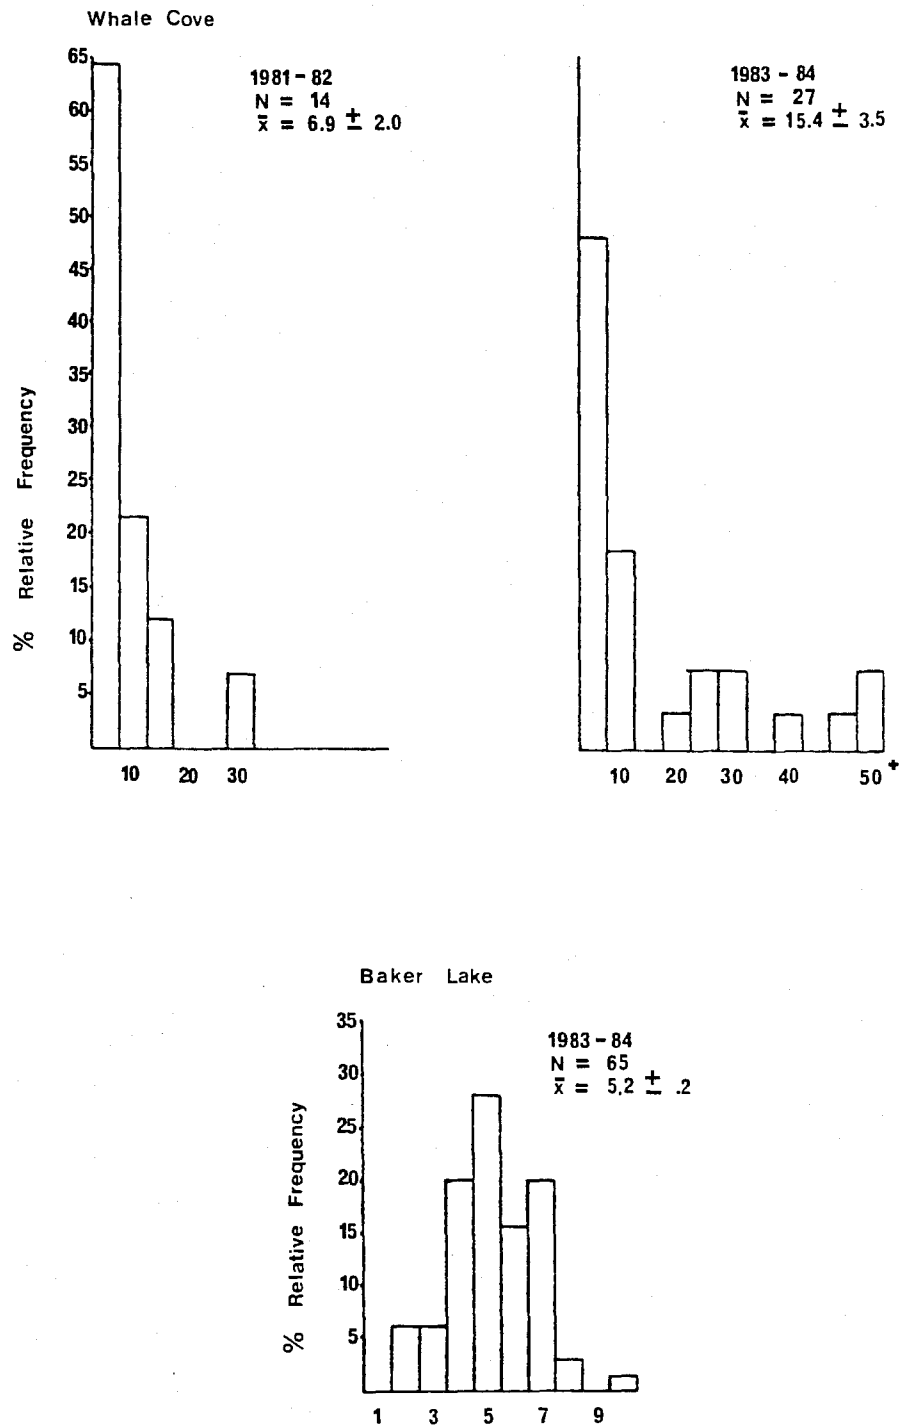 Whale Cove
65
60
55
50
45
40
35
30
25
20
15
10
5
% Relative Frequency
1981-82
N = 14
x̄ = 6.9 ± 2.0
10 20 30
1983-84
N = 27
x̄ = 15.4 ± 3.5
10 20 30 40 50+
Baker Lake
35
30
25
20
15
10
5
% Relative Frequency
1983-84
N = 65
x̄ = 5,2 ± .2
1 3 5 7 9